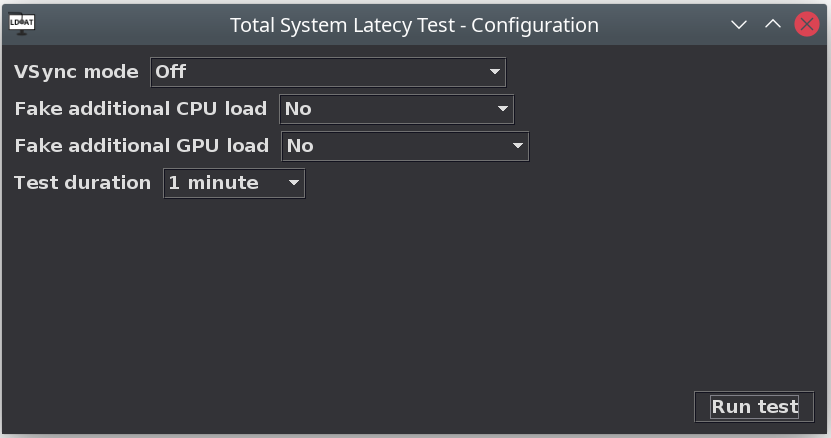 LDAT
Total System Latecy Test - Configuration
VSync mode Off
Fake additional CPU load No
Fake additional GPU load No
Test duration 1 minute
Run test